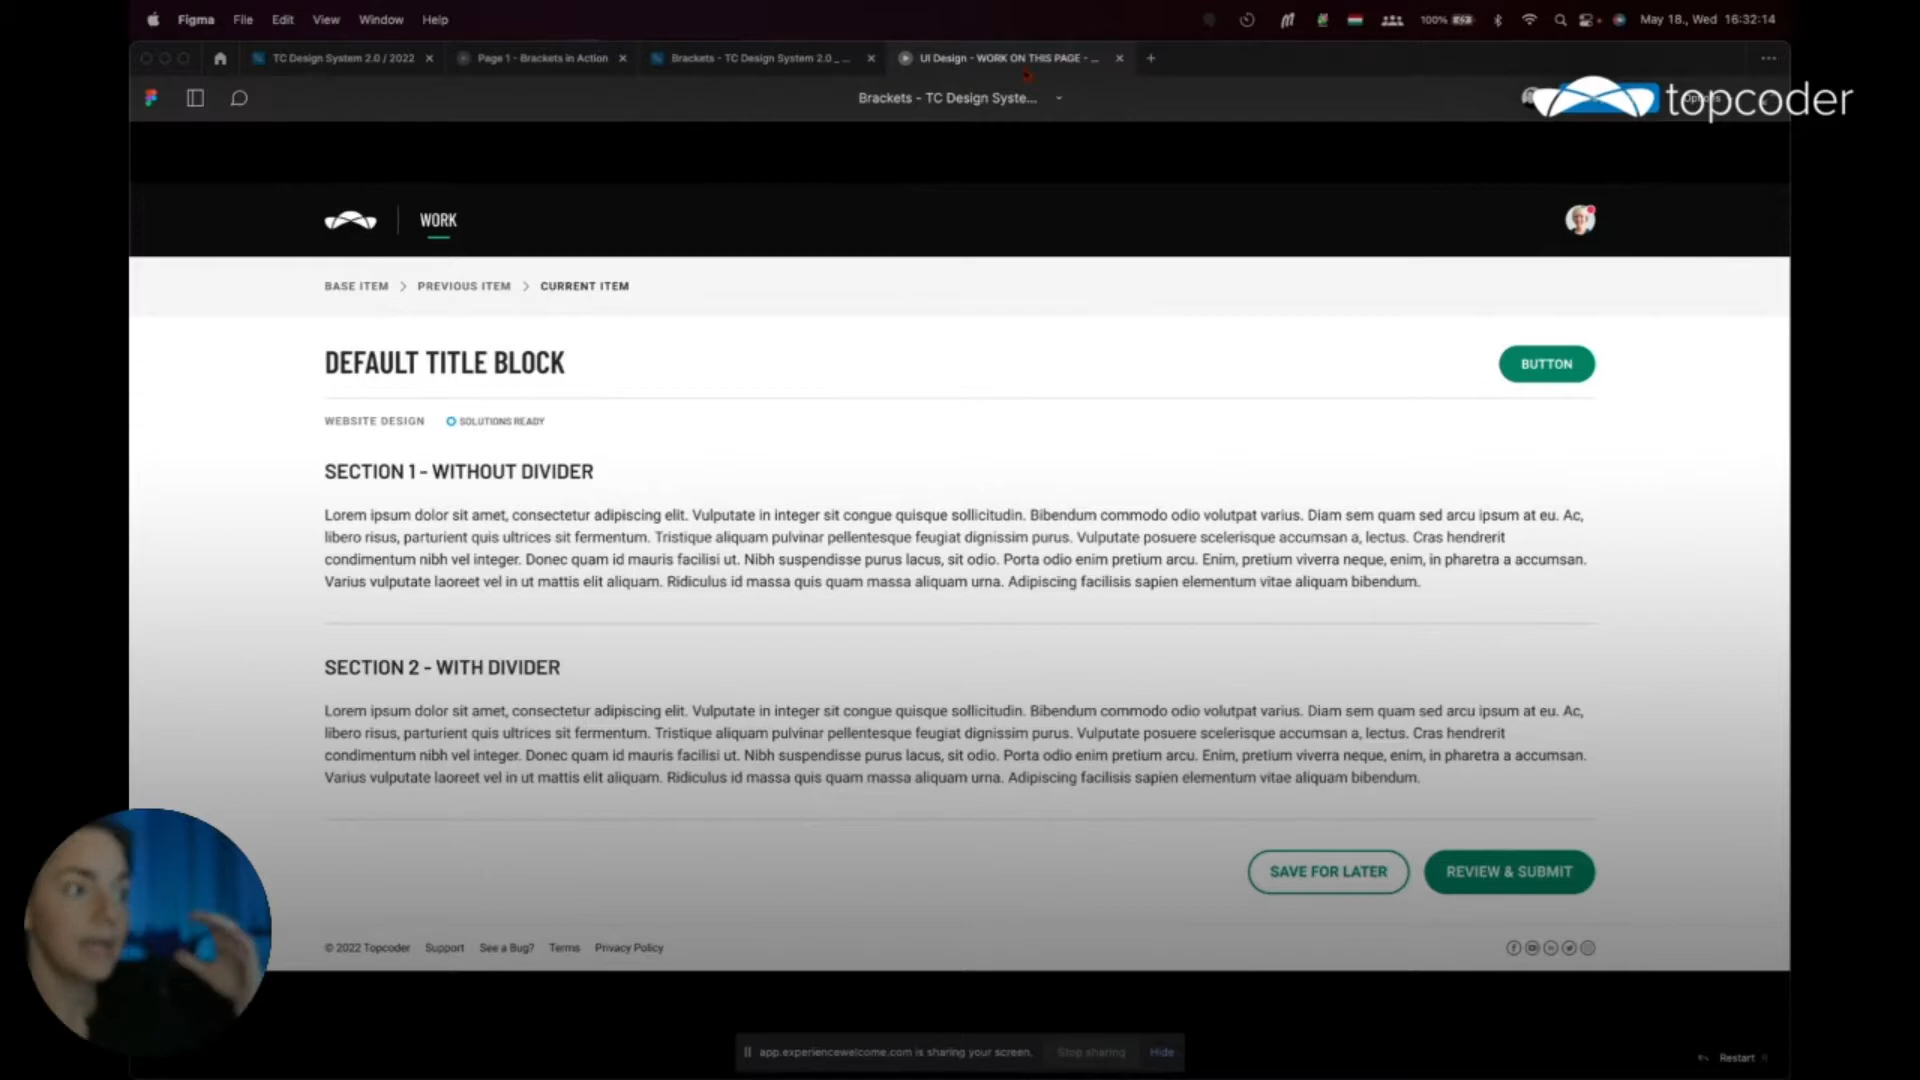 Figma File Edit View Window Help
100% May 18., Wed 16:32:14
TC Design System 2.0 / 2022
Page 1 - Brackets in Action
Brackets - TC Design System 2.0 _ ...
UI Design - WORK ON THIS PAGE - ...
Brackets - TC Design Syste...
topcoder
WORK
BASE ITEM > PREVIOUS ITEM > CURRENT ITEM
DEFAULT TITLE BLOCK
BUTTON
WEBSITE DESIGN SOLUTIONS READY
SECTION 1 - WITHOUT DIVIDER
Lorem ipsum dolor sit amet, consectetur adipiscing elit. Vulputate in integer sit congue quisque sollicitudin. Bibendum commodo odio volutpat varius. Diam sem quam sed arcu ipsum at eu. Ac,
libero risus, parturient quis ultrices sit fermentum. Tristique aliquam pulvinar pellentesque feugiat dignissim purus. Vulputate posuere scelerisque accumsan a, lectus. Cras hendrerit
condimentum nibh vel integer. Donec quam id mauris facilisi ut. Nibh suspendisse purus lacus, sit odio. Porta odio enim pretium arcu. Enim, pretium viverra neque, enim, in pharetra a accumsan.
Varius vulputate laoreet vel in ut mattis elit aliquam. Ridiculus id massa quis quam massa aliquam urna. Adipiscing facilisis sapien elementum vitae aliquam bibendum.
SECTION 2 - WITH DIVIDER
Lorem ipsum dolor sit amet, consectetur adipiscing elit. Vulputate in integer sit congue quisque sollicitudin. Bibendum commodo odio volutpat varius. Diam sem quam sed arcu ipsum at eu. Ac,
libero risus, parturient quis ultrices sit fermentum. Tristique aliquam pulvinar pellentesque feugiat dignissim purus. Vulputate posuere scelerisque accumsan a, lectus. Cras hendrerit
condimentum nibh vel integer. Donec quam id mauris facilisi ut. Nibh suspendisse purus lacus, sit odio. Porta odio enim pretium arcu. Enim, pretium viverra neque, enim, in pharetra a accumsan.
Varius vulputate laoreet vel in ut mattis elit aliquam. Ridiculus id massa quis quam massa aliquam urna. Adipiscing facilisis sapien elementum vitae aliquam bibendum.
SAVE FOR LATER
REVIEW & SUBMIT
© 2022 Topcoder Support See a Bug? Terms Privacy Policy
app.experiencewelcome.com is sharing your screen. Stop sharing Hide
Restart R